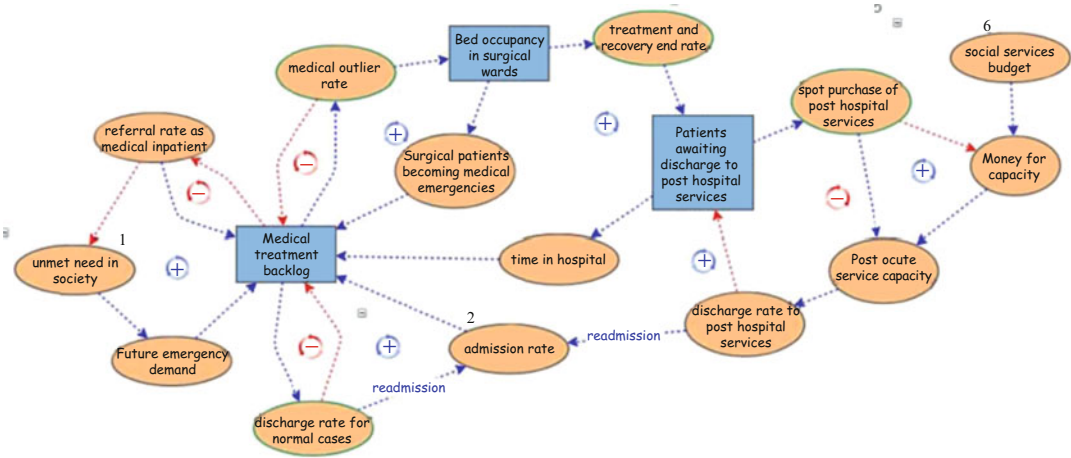 6
treatment and
recovery end rate
Bed occupancy
in surgical
wards
social services
budget
medical outlier
rate
spot purchase of
post hospital
services
referral rate as
medical inpatient
Patients
awaiting
discharge to
post hospital
services
Surgical patients
becoming medical
emergencies
Money for
capacity
1
Medical
treatment
backlog
unmet need in
society
time in hospital
Post ocute
service capacity
2
discharge rate to
post hospital
services
readmission
admission rate
Future emergency
demand
readmission
discharge rate for
normal cases